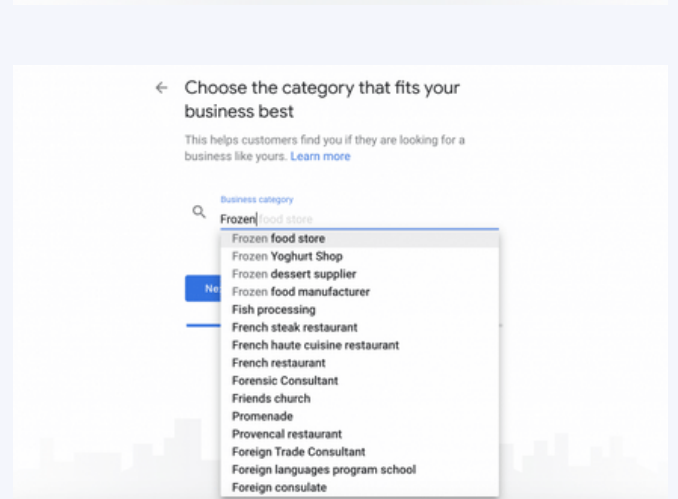 Choose the category that fits your
business best
This helps customers find you if they are looking for a
business like yours. Learn more
Business category
Frozen food store
Frozen food store
Frozen Yoghurt Shop
Frozen dessert supplier
Frozen food manufacturer
Fish processing
French steak restaurant
French haute cuisine restaurant
French restaurant
Forensic Consultant
Friends church
Promenade
Provencal restaurant
Foreign Trade Consultant
Foreign languages program school
Foreign consulate